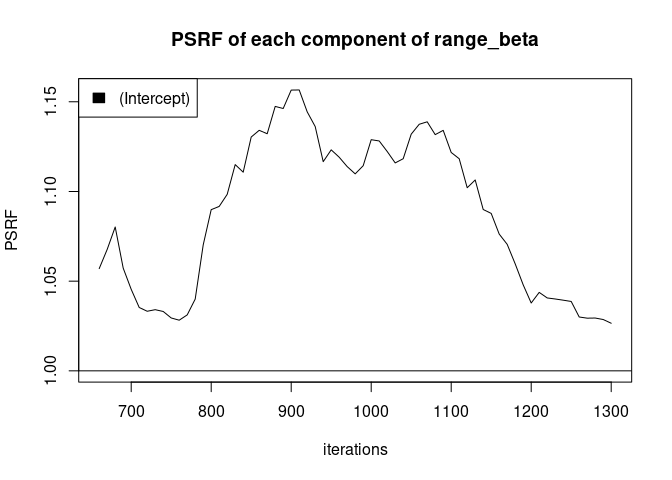 PSRF of each component of range_beta
(Intercept)
PSRF
1.15
1.10
1.05
1.00
700 800 900 1000 1100 1200 1300
iterations